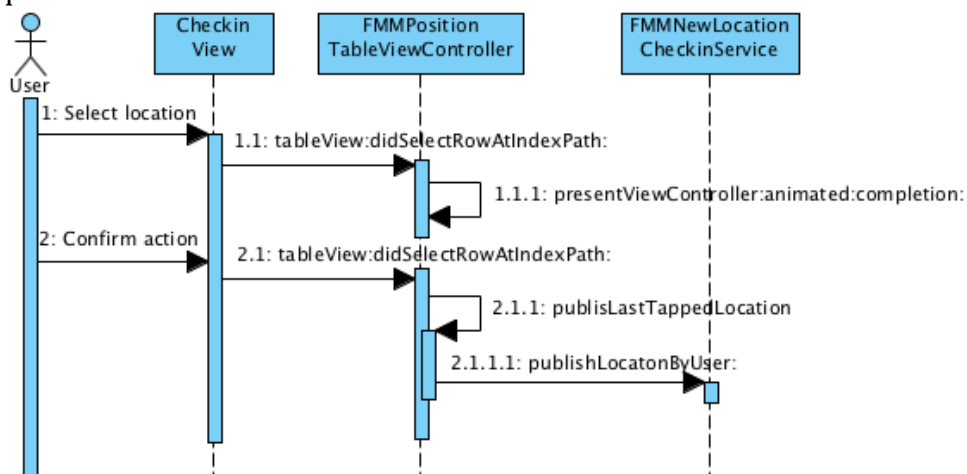 Checkin
View
FMMPosition
TableViewController
FMMNewLocation
CheckinService
User
1: Select location
1.1: tableView:didSelectRowAtIndexPath:
1.1.1: presentViewController:animated:completion:
2: Confirm action
2.1: tableView:didSelectRowAtIndexPath:
2.1.1: publisLastTappedLocation
2.1.1.1: publishLocatonByUser: